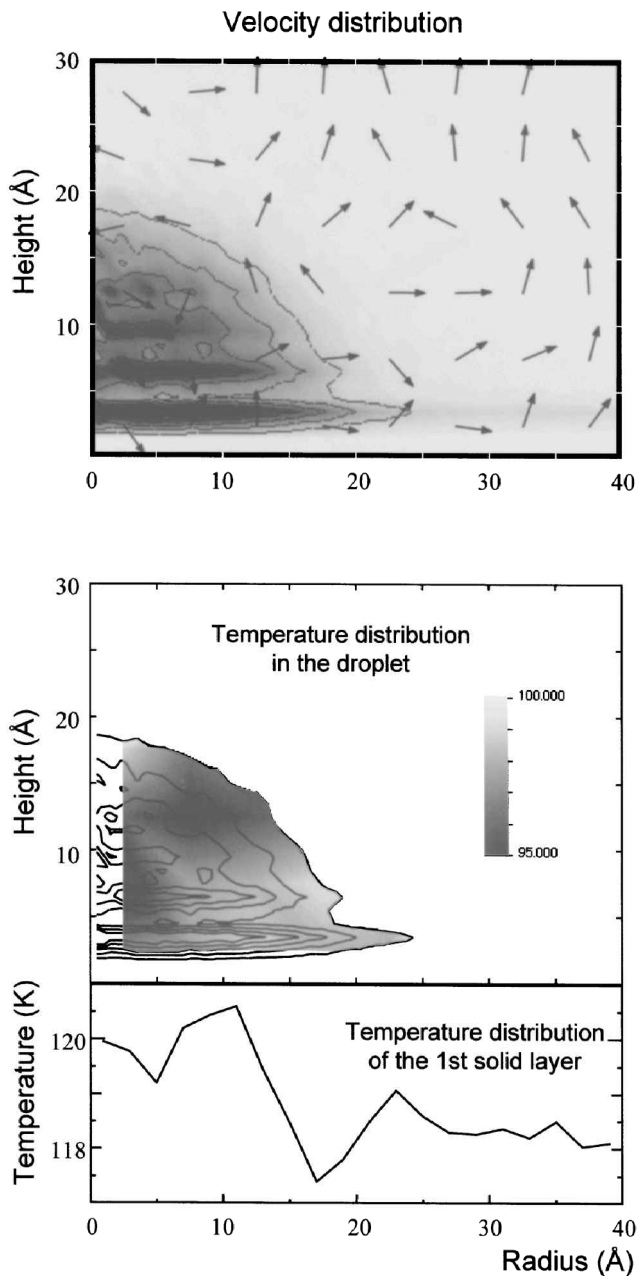 Velocity distribution
30
20
10
0 10 20 30 40
Height (Å)
30
20
10
Height (Å)
Temperature distribution
in the droplet
100.000
95.000
120
118
Temperature (K)
Temperature distribution
of the 1st solid layer
0 10 20 30 40
Radius (Å)